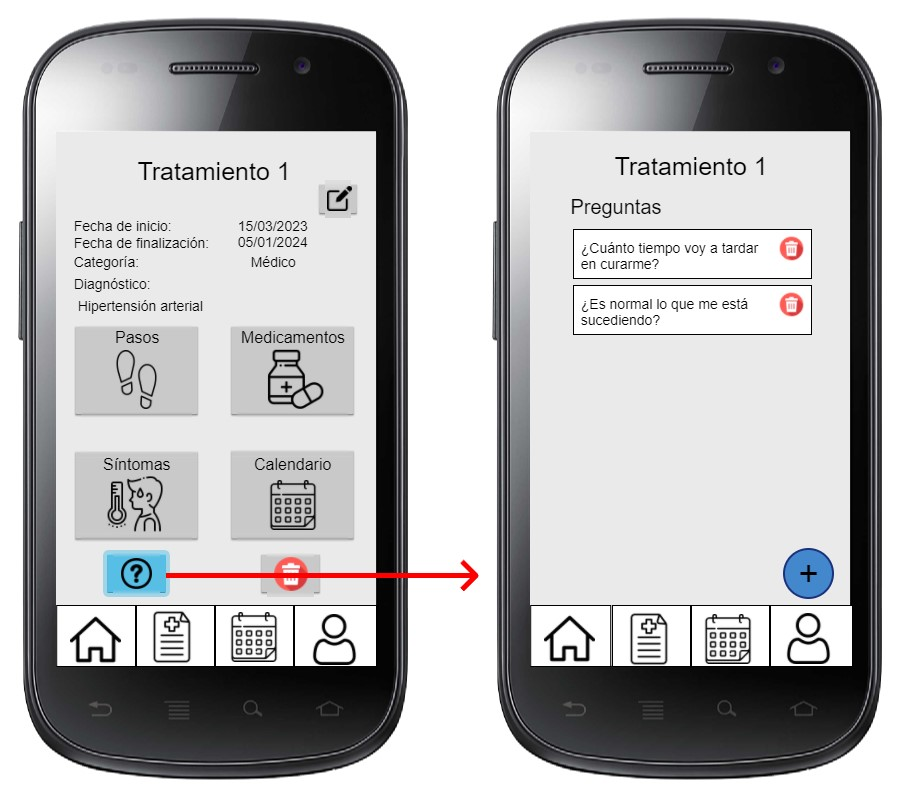 Tratamiento 1
Fecha de inicio: 15/03/2023
Fecha de finalización: 05/01/2024
Categoría: Médico
Diagnóstico:
Hipertensión arterial
Pasos
Medicamentos
Síntomas
Calendario
?
Tratamiento 1
Preguntas
¿Cuánto tiempo voy a tardar
en curarme?
¿Es normal lo que me está
sucediendo?
+